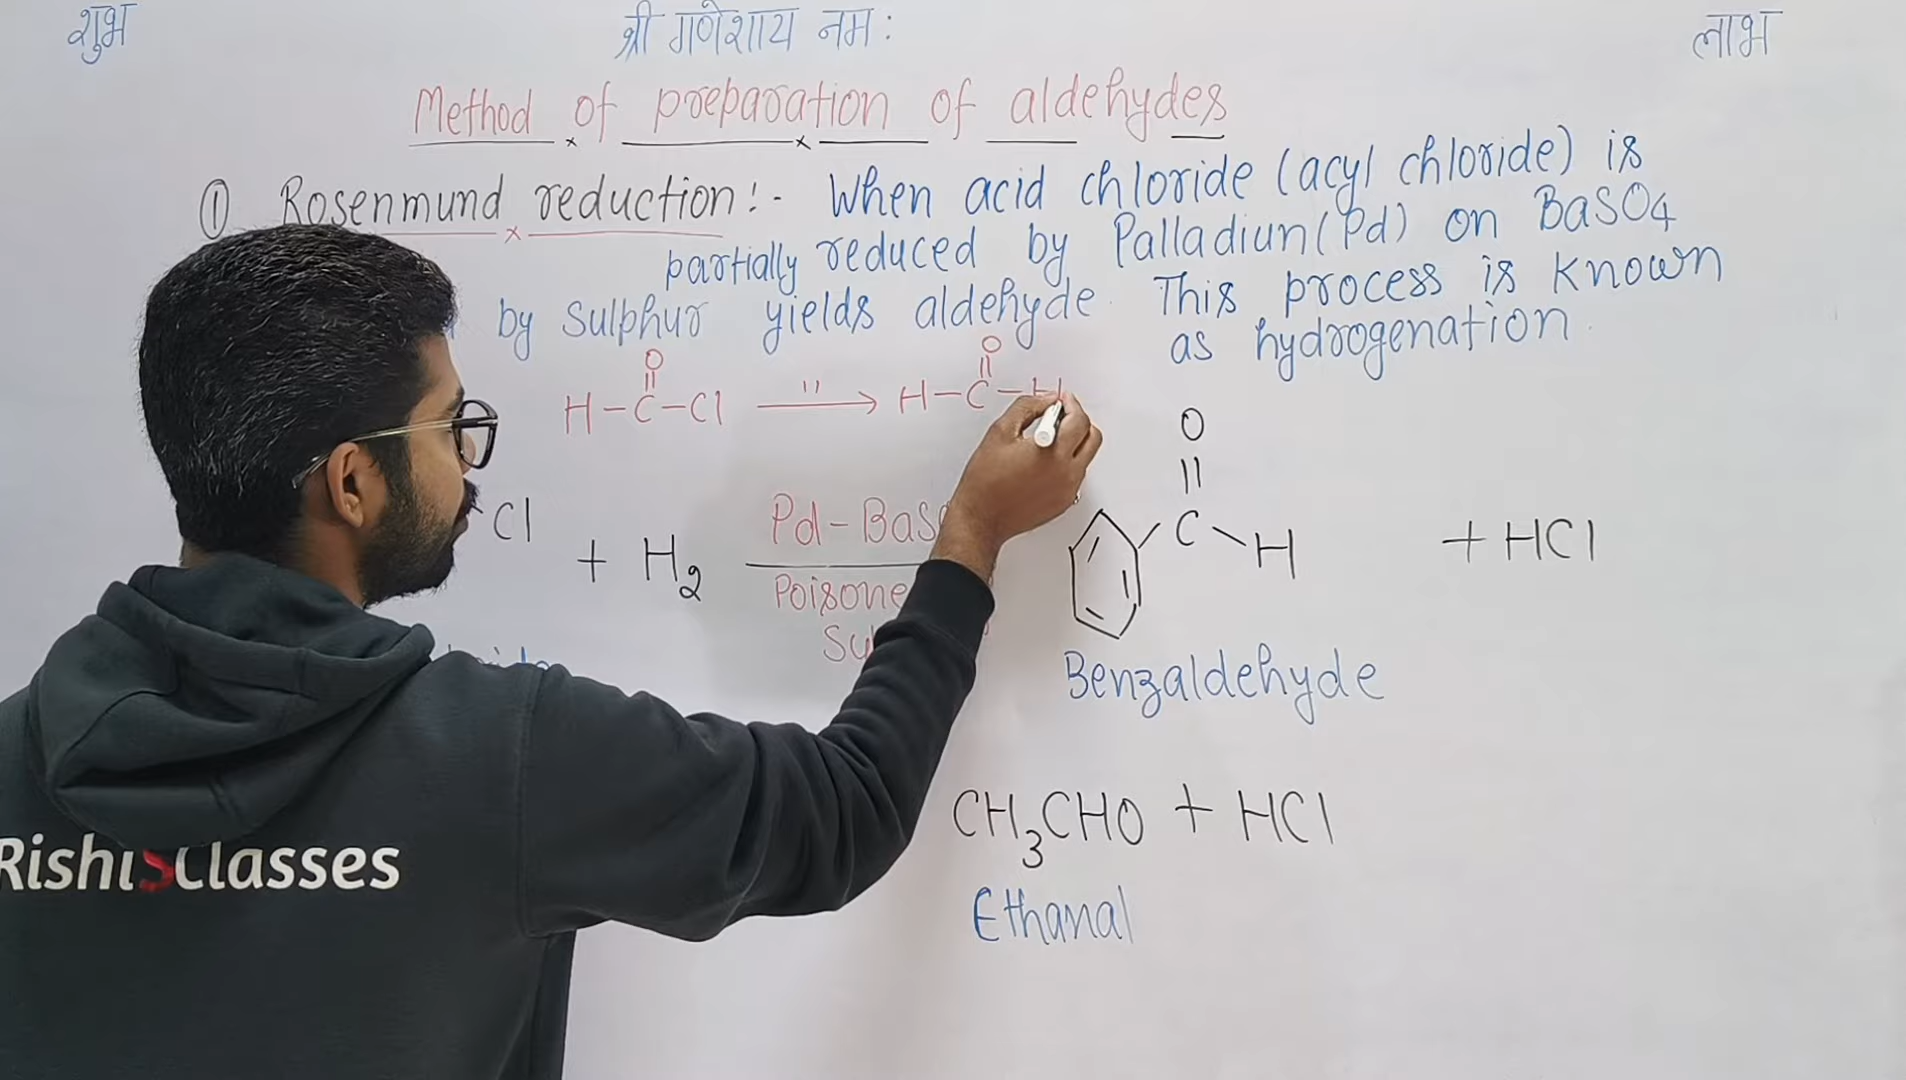 शुभ श्री गणेशाय नम: लाभ
Method of preparation of aldehydes
① Rosenmund reduction:- When acid chloride (acyl chloride) is
partially reduced by Palladiun(Pd) on BaSO4
by Sulphur yields aldehyde. This process is known
as hydrogenation.
O O
H-C-Cl → H-C-H
O
Cl + H2 Pd-BaS C H + HCl
Poisone
Su
Benzaldehyde
CH3CHO + HCl
Ethanal
Rishi Classes